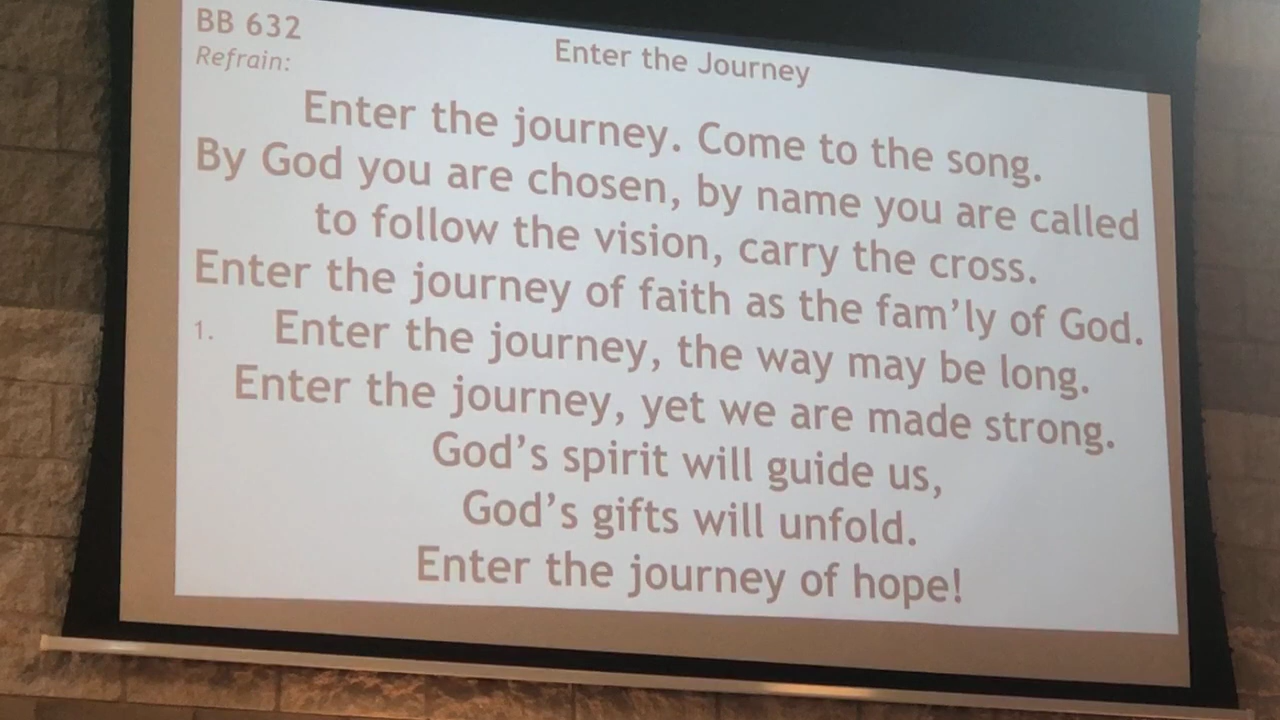 BB 632
Enter the Journey
Refrain:
Enter the journey. Come to the song.
By God you are chosen, by name you are called
to follow the vision, carry the cross.
Enter the journey of faith as the fam’ly of God.
1. Enter the journey, the way may be long.
Enter the journey, yet we are made strong.
God’s spirit will guide us,
God’s gifts will unfold.
Enter the journey of hope!